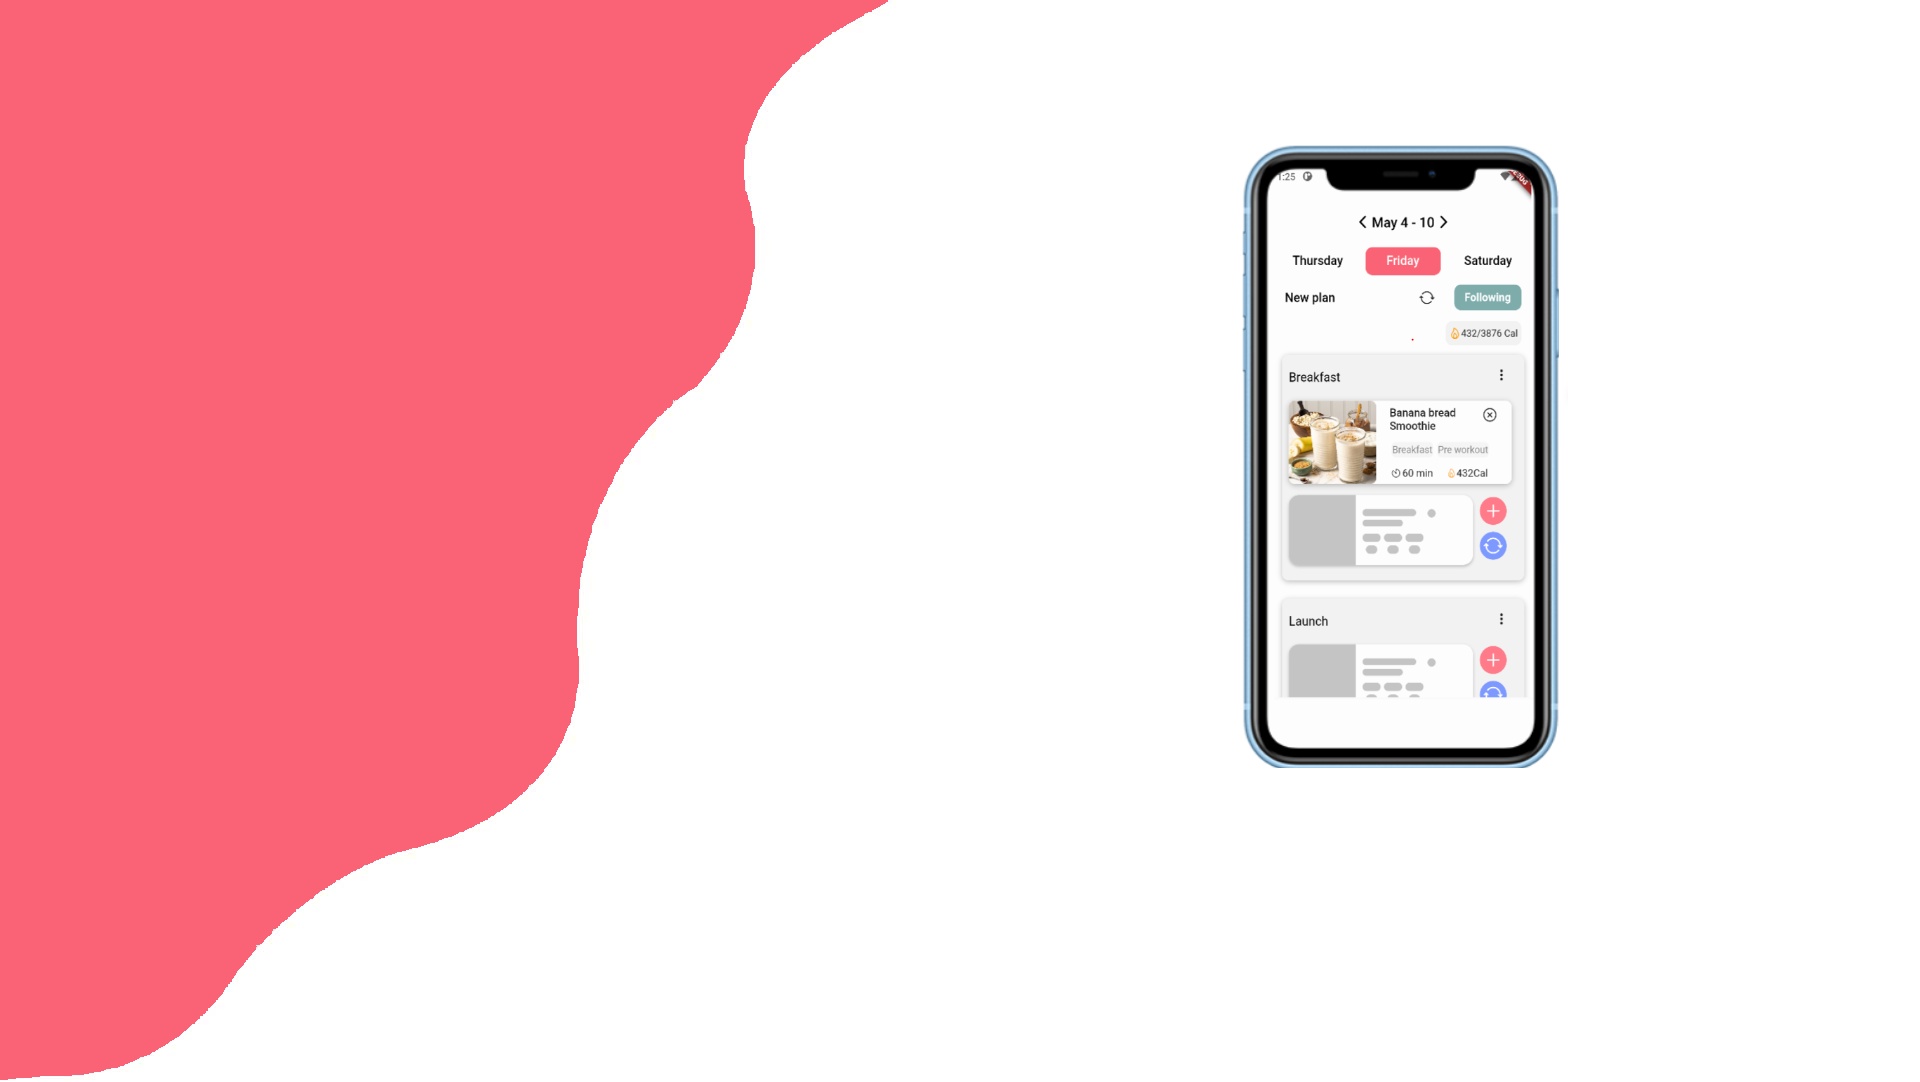 1:25
May 4 - 10
Thursday Friday Saturday
New plan Following
432/3876 Cal
Breakfast
Banana bread
Smoothie
Breakfast Pre workout
60 min 432Cal
Launch